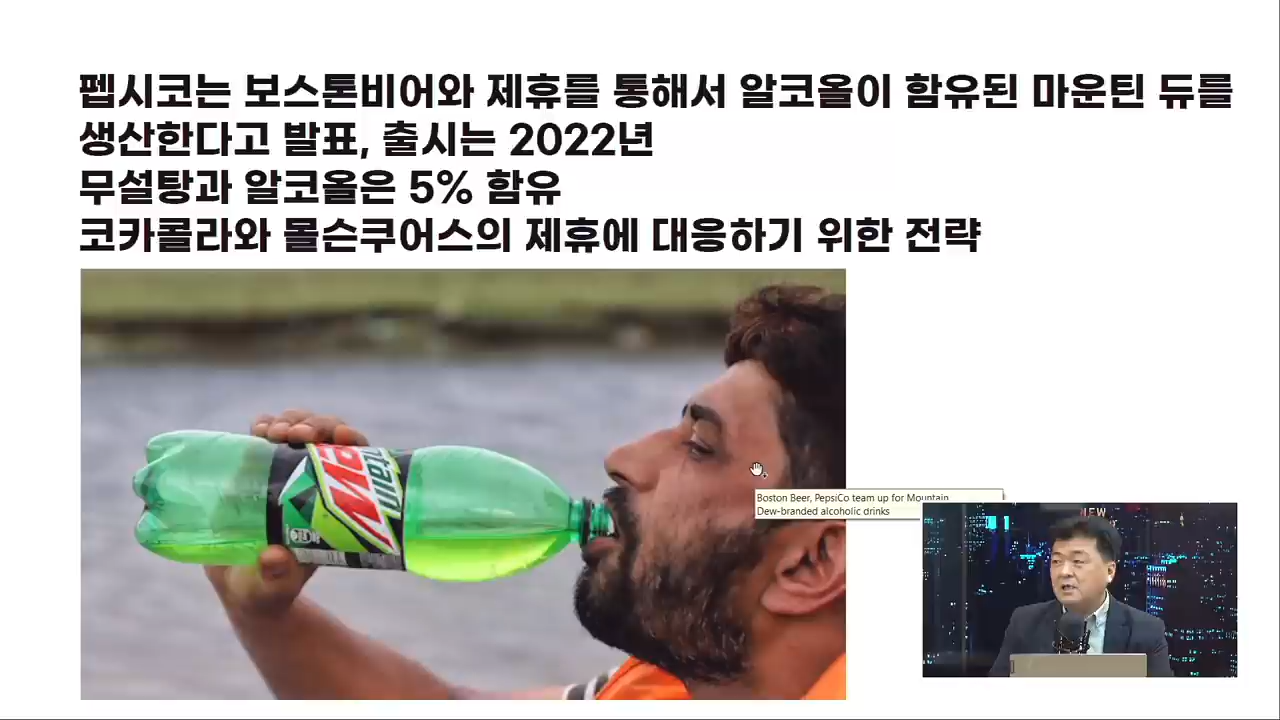 펩시코는 보스톤비어와 제휴를 통해서 알코올이 함유된 마운틴 듀를
생산한다고 발표, 출시는 2022년
무설탕과 알코올은 5% 함유
코카콜라와 몰슨쿠어스의 제휴에 대응하기 위한 전략
Boston Beer, PepsiCo team up for Mountain
Dew-branded alcoholic drinks
NEW